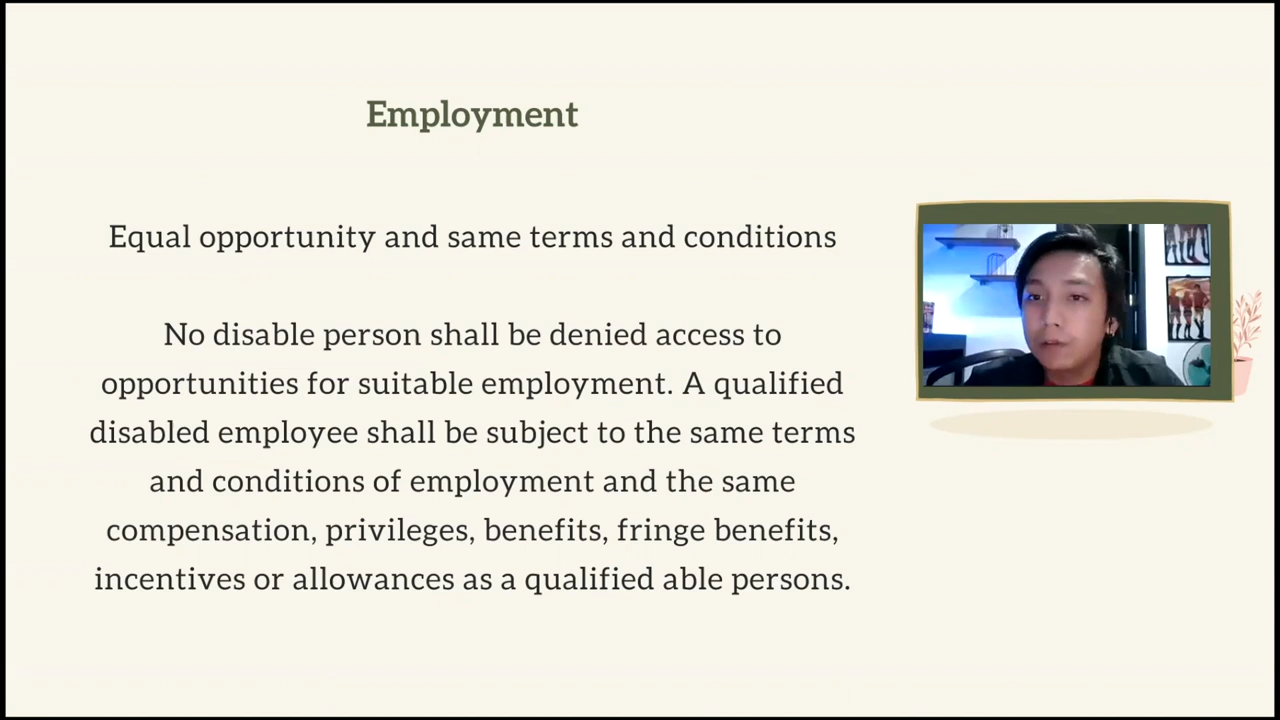 Employment
Equal opportunity and same terms and conditions
No disable person shall be denied access to
opportunities for suitable employment. A qualified
disabled employee shall be subject to the same terms
and conditions of employment and the same
compensation, privileges, benefits, fringe benefits,
incentives or allowances as a qualified able persons.